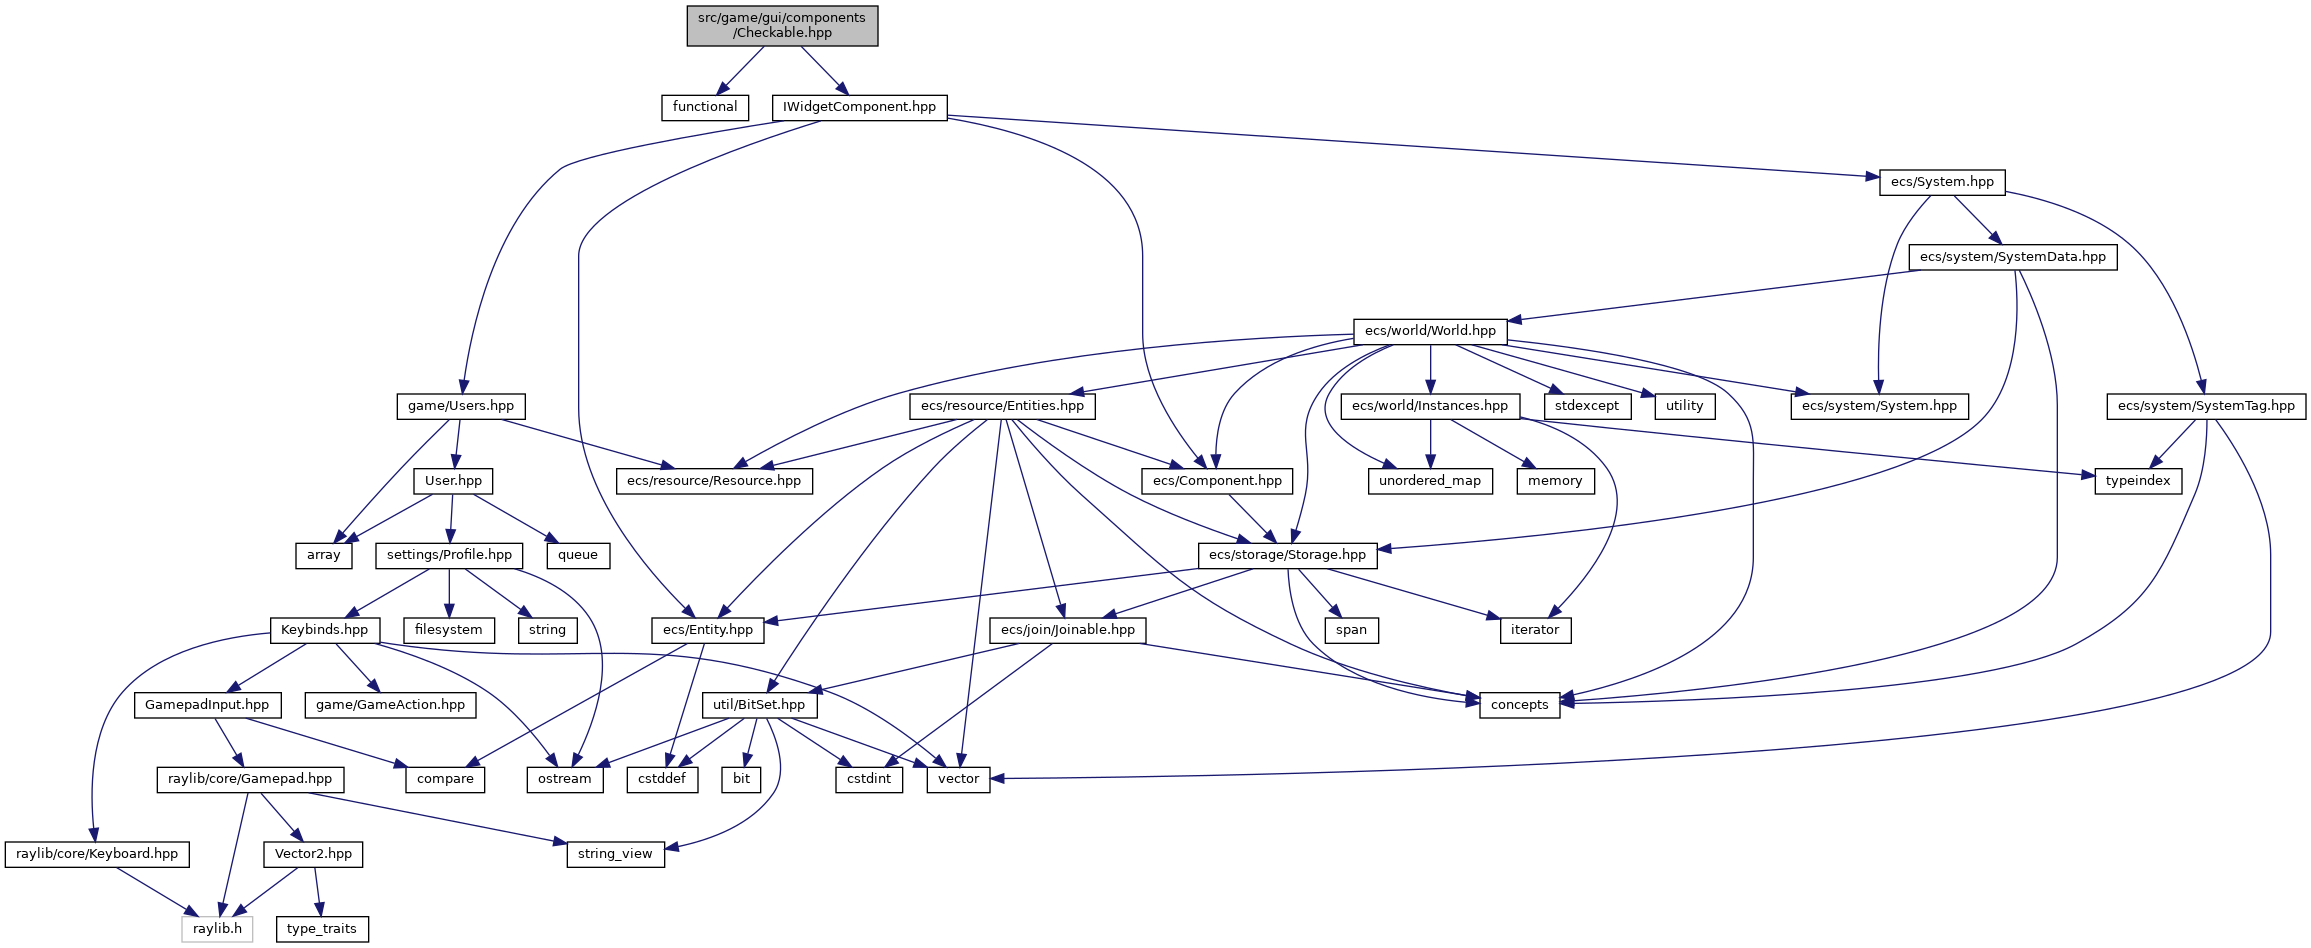 src/game/gui/components
/Checkable.hpp
functional
IWidgetComponent.hpp
ecs/System.hpp
ecs/system/SystemData.hpp
ecs/world/World.hpp
game/Users.hpp
ecs/resource/Entities.hpp
ecs/world/Instances.hpp
stdexcept
utility
ecs/system/System.hpp
ecs/system/SystemTag.hpp
User.hpp
ecs/resource/Resource.hpp
ecs/Component.hpp
unordered_map
memory
typeindex
array
settings/Profile.hpp
queue
ecs/storage/Storage.hpp
Keybinds.hpp
filesystem
string
ecs/Entity.hpp
ecs/join/Joinable.hpp
span
iterator
GamepadInput.hpp
game/GameAction.hpp
util/BitSet.hpp
concepts
raylib/core/Gamepad.hpp
compare
ostream
cstddef
bit
cstdint
vector
raylib/core/Keyboard.hpp
Vector2.hpp
string_view
raylib.h
type_traits